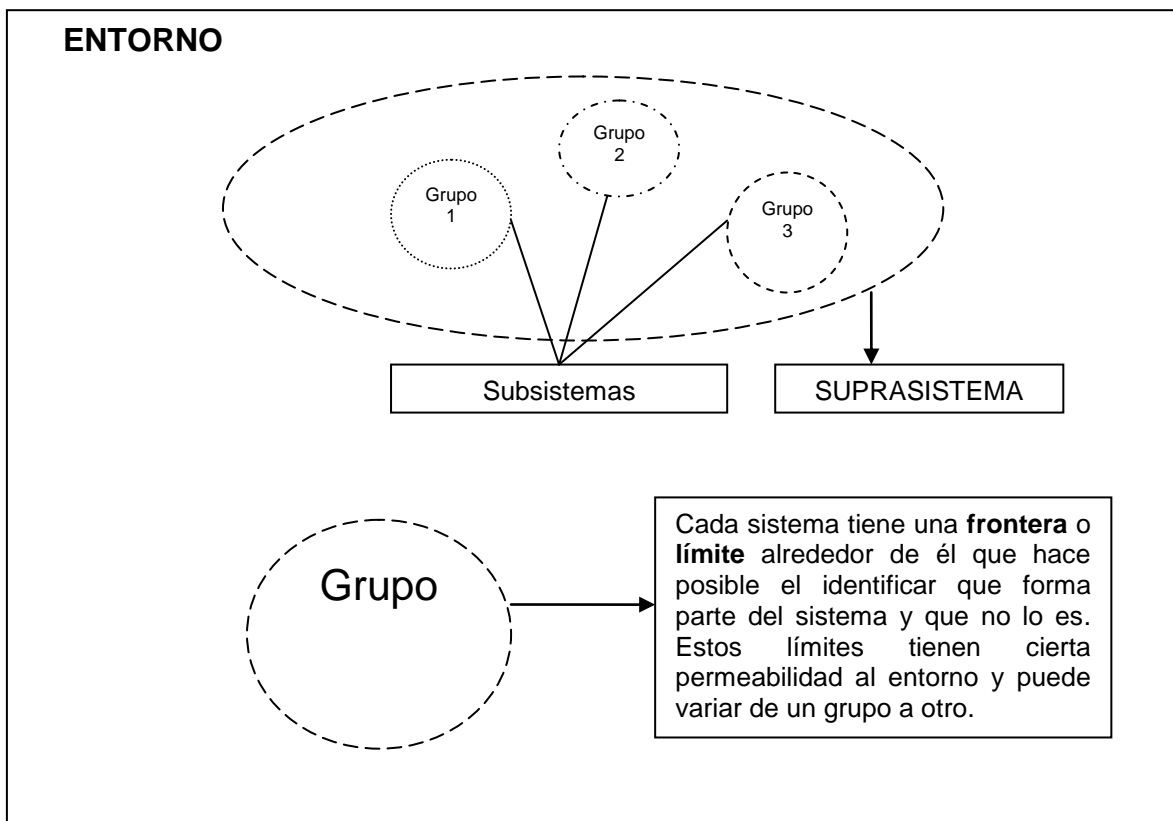 ENTORNO
Grupo
2
Grupo
1
Grupo
3
Subsistemas
SUPRASISTEMA
Grupo
Cada sistema tiene una frontera o
límite alrededor de él que hace
posible el identificar que forma
parte del sistema y que no lo es.
Estos límites tienen cierta
permeabilidad al entorno y puede
variar de un grupo a otro.